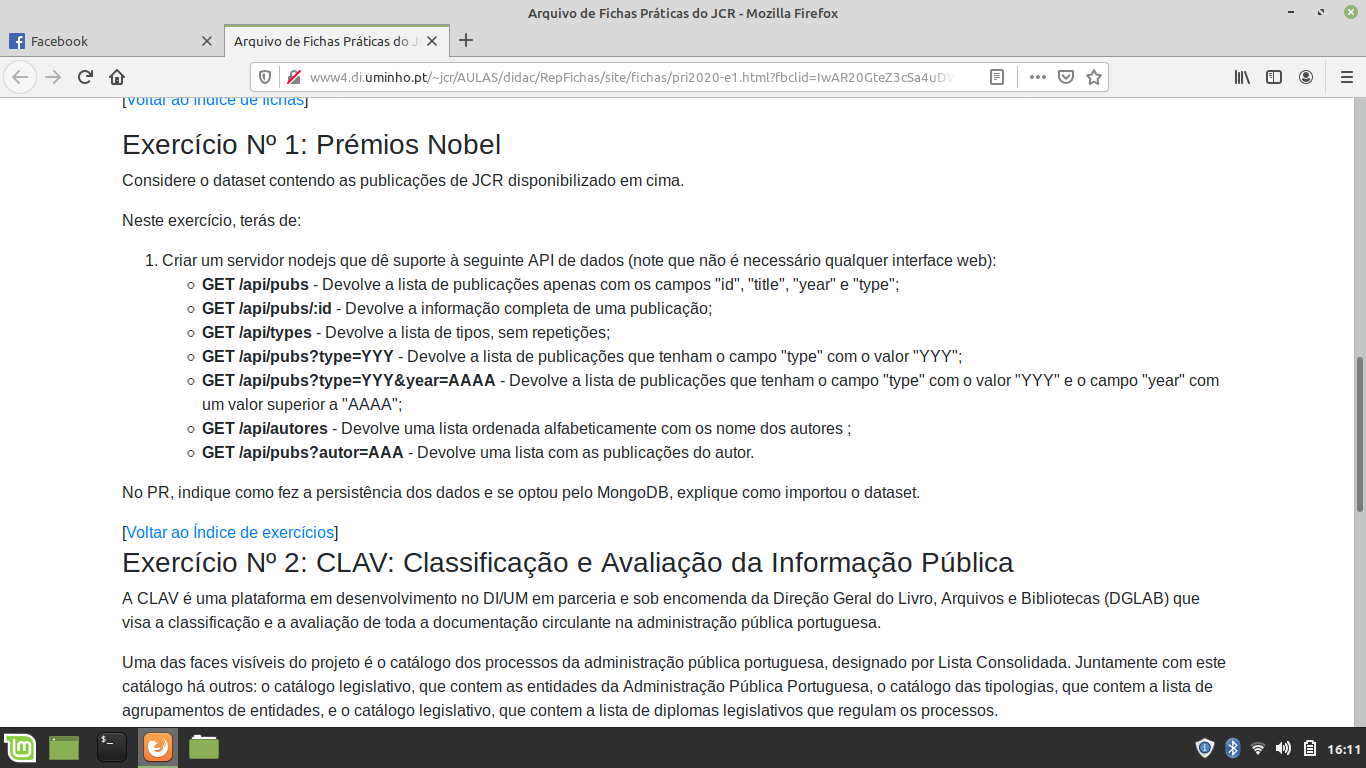 Arquivo de Fichas Práticas do JCR - Mozilla Firefox
Facebook
Arquivo de Fichas Práticas do J
www4.di.uminho.pt/~jcr/AULAS/didac/RepFichas/site/fichas/pri2020-e1.html?fbclid=IwAR20GteZ3cSa4uD
[Voltar ao índice de fichas]
Exercício Nº 1: Prémios Nobel
Considere o dataset contendo as publicações de JCR disponibilizado em cima.
Neste exercício, terás de:
1. Criar um servidor nodejs que dê suporte à seguinte API de dados (note que não é necessário qualquer interface web):
GET /api/pubs - Devolve a lista de publicações apenas com os campos "id", "title", "year" e "type";
GET /api/pubs/:id - Devolve a informação completa de uma publicação;
GET /api/types - Devolve a lista de tipos, sem repetições;
GET /api/pubs?type=YYY - Devolve a lista de publicações que tenham o campo "type" com o valor "YYY";
GET /api/pubs?type=YYY&year=AAAA - Devolve a lista de publicações que tenham o campo "type" com o valor "YYY" e o campo "year" com
um valor superior a "AAAA";
GET /api/autores - Devolve uma lista ordenada alfabeticamente com os nome dos autores ;
GET /api/pubs?autor=AAA - Devolve uma lista com as publicações do autor.
No PR, indique como fez a persistência dos dados e se optou pelo MongoDB, explique como importou o dataset.
[Voltar ao Índice de exercícios]
Exercício Nº 2: CLAV: Classificação e Avaliação da Informação Pública
A CLAV é uma plataforma em desenvolvimento no DI/UM em parceria e sob encomenda da Direção Geral do Livro, Arquivos e Bibliotecas (DGLAB) que
visa a classificação e a avaliação de toda a documentação circulante na administração pública portuguesa.
Uma das faces visíveis do projeto é o catálogo dos processos da administração pública portuguesa, designado por Lista Consolidada. Juntamente com este
catálogo há outros: o catálogo legislativo, que contem as entidades da Administração Pública Portuguesa, o catálogo das tipologias, que contem a lista de
agrupamentos de entidades, e o catálogo legislativo, que contem a lista de diplomas legislativos que regulam os processos.
16:11